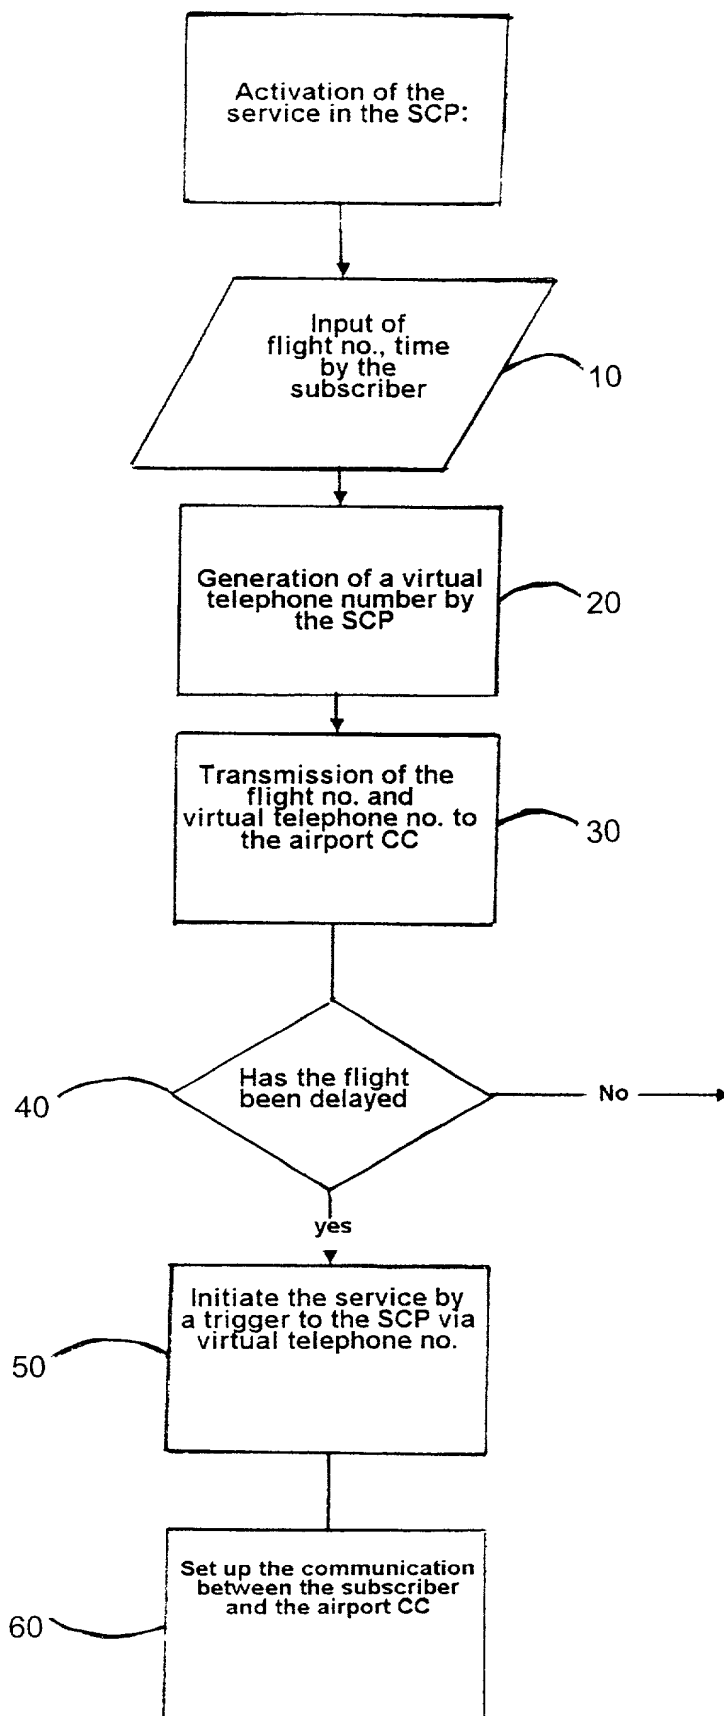 Activation of the
service in the SCP:
Input of
flight no., time
by the
subscriber
10
Generation of a virtual
telephone number by
the SCP
20
Transmission of the
flight no. and
virtual telephone no. to
the airport CC
30
Has the flight
been delayed
40
No
yes
Initiate the service by
a trigger to the SCP via
virtual telephone no.
50
Set up the communication
between the subscriber
and the airport CC
60